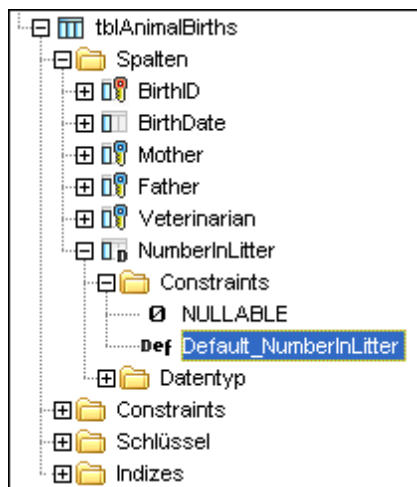 tblAnimalBirths
Spalten
BirthID
BirthDate
Mother
Father
Veterinarian
D NumberInLitter
Constraints
Ø NULLABLE
Def Default_NumberInLitter
Datentyp
Constraints
Schlüssel
Indizes